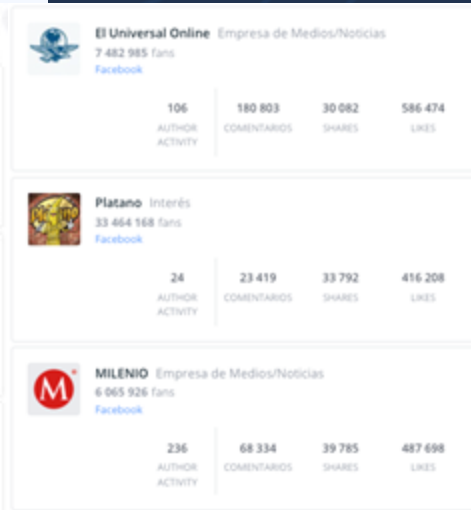 El Universal Online Empresa de Medios/Noticias
7 482 985 fans
Facebook
106 180 803 30 082 586 474
AUTHOR ACTIVITY COMENTARIOS SHARES LIKES
Platano Interés
33 464 168 fans
Facebook
24 23 419 33 792 416 208
AUTHOR ACTIVITY COMENTARIOS SHARES LIKES
M
MILENIO Empresa de Medios/Noticias
6 065 926 fans
Facebook
236 68 334 39 785 487 698
AUTHOR ACTIVITY COMENTARIOS SHARES LIKES